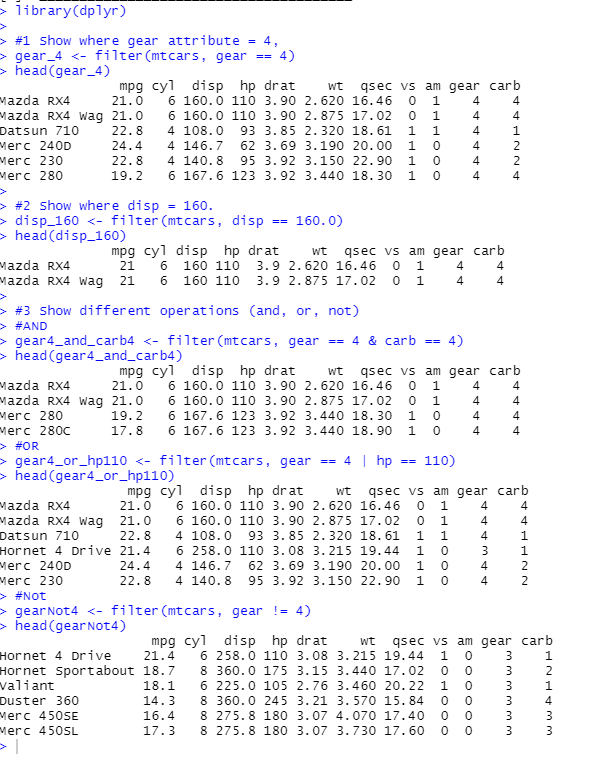 > library(dplyr)
>
> #1 Show where gear attribute = 4,
> gear_4 <- filter(mtcars, gear == 4)
> head(gear_4)
mpg cyl disp hp drat wt qsec vs am gear carb
Mazda RX4 21.0 6 160.0 110 3.90 2.620 16.46 0 1 4 4
Mazda RX4 Wag 21.0 6 160.0 110 3.90 2.875 17.02 0 1 4 4
Datsun 710 22.8 4 108.0 93 3.85 2.320 18.61 1 1 4 1
Merc 240D 24.4 4 146.7 62 3.69 3.190 20.00 1 0 4 2
Merc 230 22.8 4 140.8 95 3.92 3.150 22.90 1 0 4 2
Merc 280 19.2 6 167.6 123 3.92 3.440 18.30 1 0 4 4
>
> #2 Show where disp = 160.
> disp_160 <- filter(mtcars, disp == 160.0)
> head(disp_160)
mpg cyl disp hp drat wt qsec vs am gear carb
Mazda RX4 21 6 160 110 3.9 2.620 16.46 0 1 4 4
Mazda RX4 Wag 21 6 160 110 3.9 2.875 17.02 0 1 4 4
>
> #3 Show different operations (and, or, not)
> #AND
> gear4_and_carb4 <- filter(mtcars, gear == 4 & carb == 4)
> head(gear4_and_carb4)
mpg cyl disp hp drat wt qsec vs am gear carb
Mazda RX4 21.0 6 160.0 110 3.90 2.620 16.46 0 1 4 4
Mazda RX4 Wag 21.0 6 160.0 110 3.90 2.875 17.02 0 1 4 4
Merc 280 19.2 6 167.6 123 3.92 3.440 18.30 1 0 4 4
Merc 280C 17.8 6 167.6 123 3.92 3.440 18.90 1 0 4 4
> #OR
> gear4_or_hp110 <- filter(mtcars, gear == 4 | hp == 110)
> head(gear4_or_hp110)
mpg cyl disp hp drat wt qsec vs am gear carb
Mazda RX4 21.0 6 160.0 110 3.90 2.620 16.46 0 1 4 4
Mazda RX4 Wag 21.0 6 160.0 110 3.90 2.875 17.02 0 1 4 4
Datsun 710 22.8 4 108.0 93 3.85 2.320 18.61 1 1 4 1
Hornet 4 Drive 21.4 6 258.0 110 3.08 3.215 19.44 1 0 3 1
Merc 240D 24.4 4 146.7 62 3.69 3.190 20.00 1 0 4 2
Merc 230 22.8 4 140.8 95 3.92 3.150 22.90 1 0 4 2
> #Not
> gearNot4 <- filter(mtcars, gear != 4)
> head(gearNot4)
mpg cyl disp hp drat wt qsec vs am gear carb
Hornet 4 Drive 21.4 6 258.0 110 3.08 3.215 19.44 1 0 3 1
Hornet Sportabout 18.7 8 360.0 175 3.15 3.440 17.02 0 0 3 2
Valiant 18.1 6 225.0 105 2.76 3.460 20.22 1 0 3 1
Duster 360 14.3 8 360.0 245 3.21 3.570 15.84 0 0 3 4
Merc 450SE 16.4 8 275.8 180 3.07 4.070 17.40 0 0 3 3
Merc 450SL 17.3 8 275.8 180 3.07 3.730 17.60 0 0 3 3
>